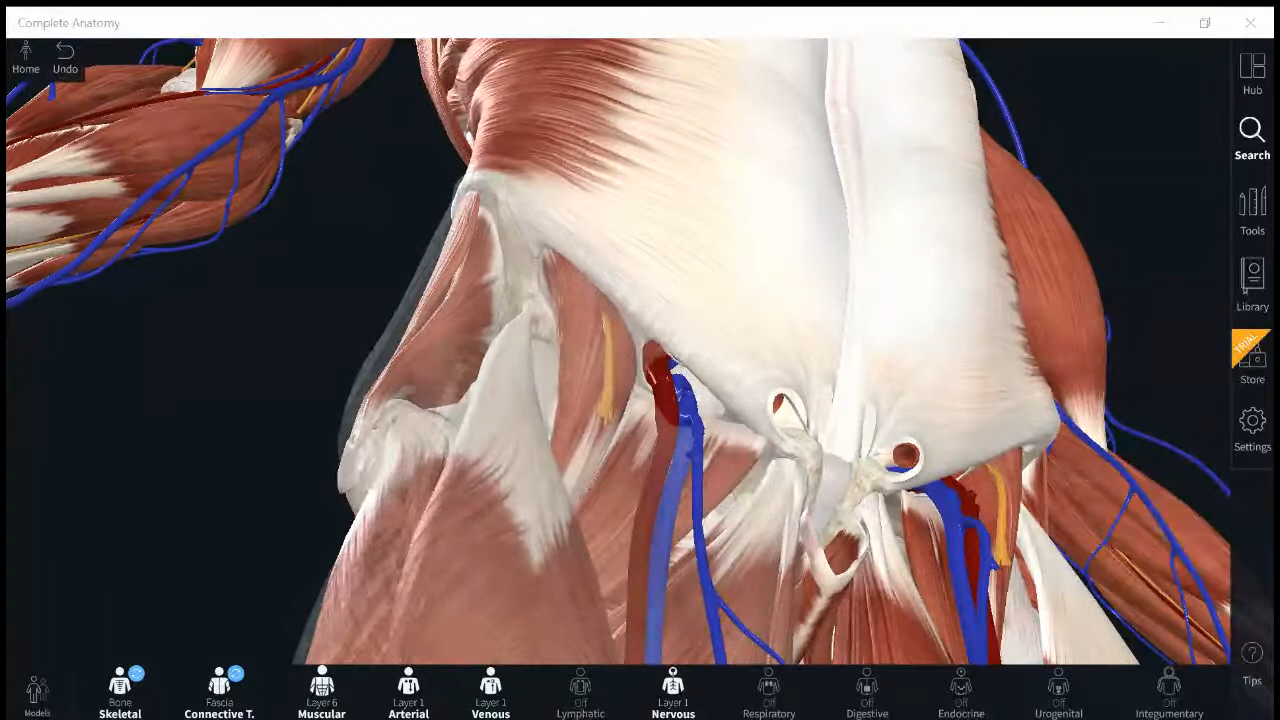 Complete Anatomy
Home
Undo
Hub
Search
Tools
Library
TRIAL
Store
Settings
?
Tips
Models
Bone
Skeletal
Fascia
Connective T.
Layer 6
Muscular
Layer 1
Arterial
Layer 1
Venous
Off
Lymphatic
Layer 1
Nervous
Off
Respiratory
Off
Digestive
Off
Endocrine
Off
Urogenital
Off
Integumentary